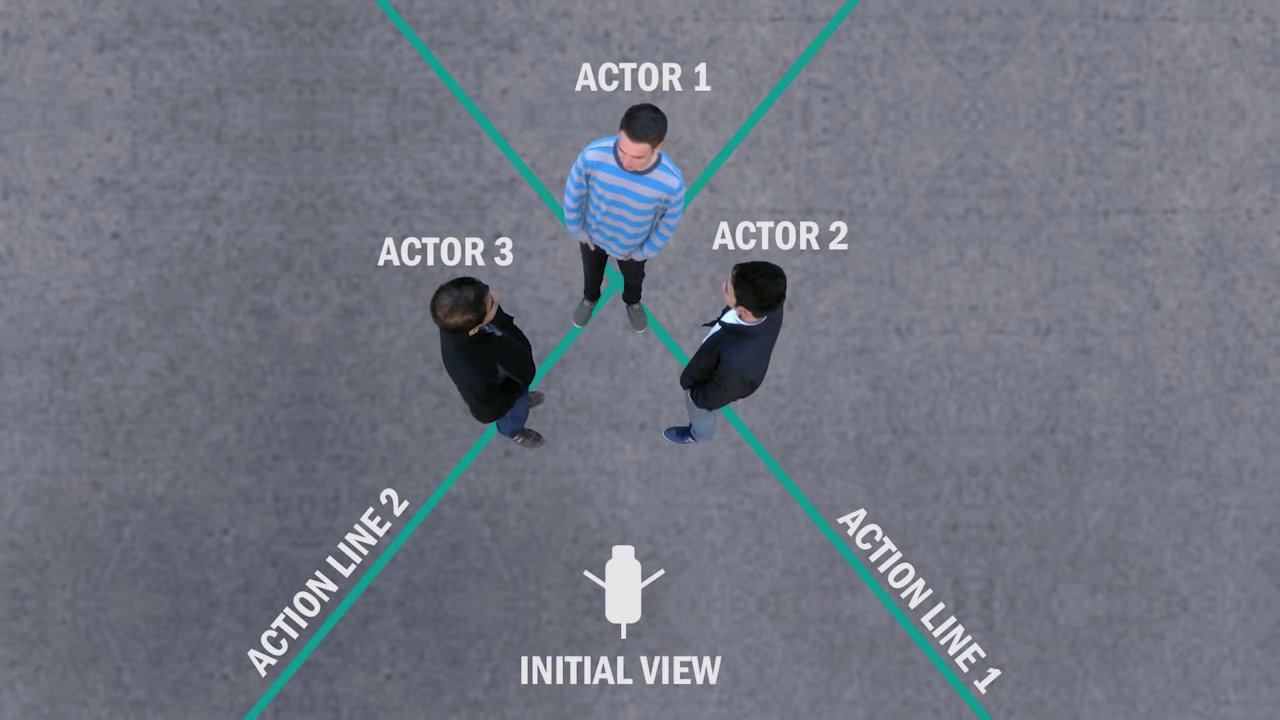 ACTOR 1
ACTOR 3
ACTOR 2
ACTION LINE 2
ACTION LINE 1
INITIAL VIEW